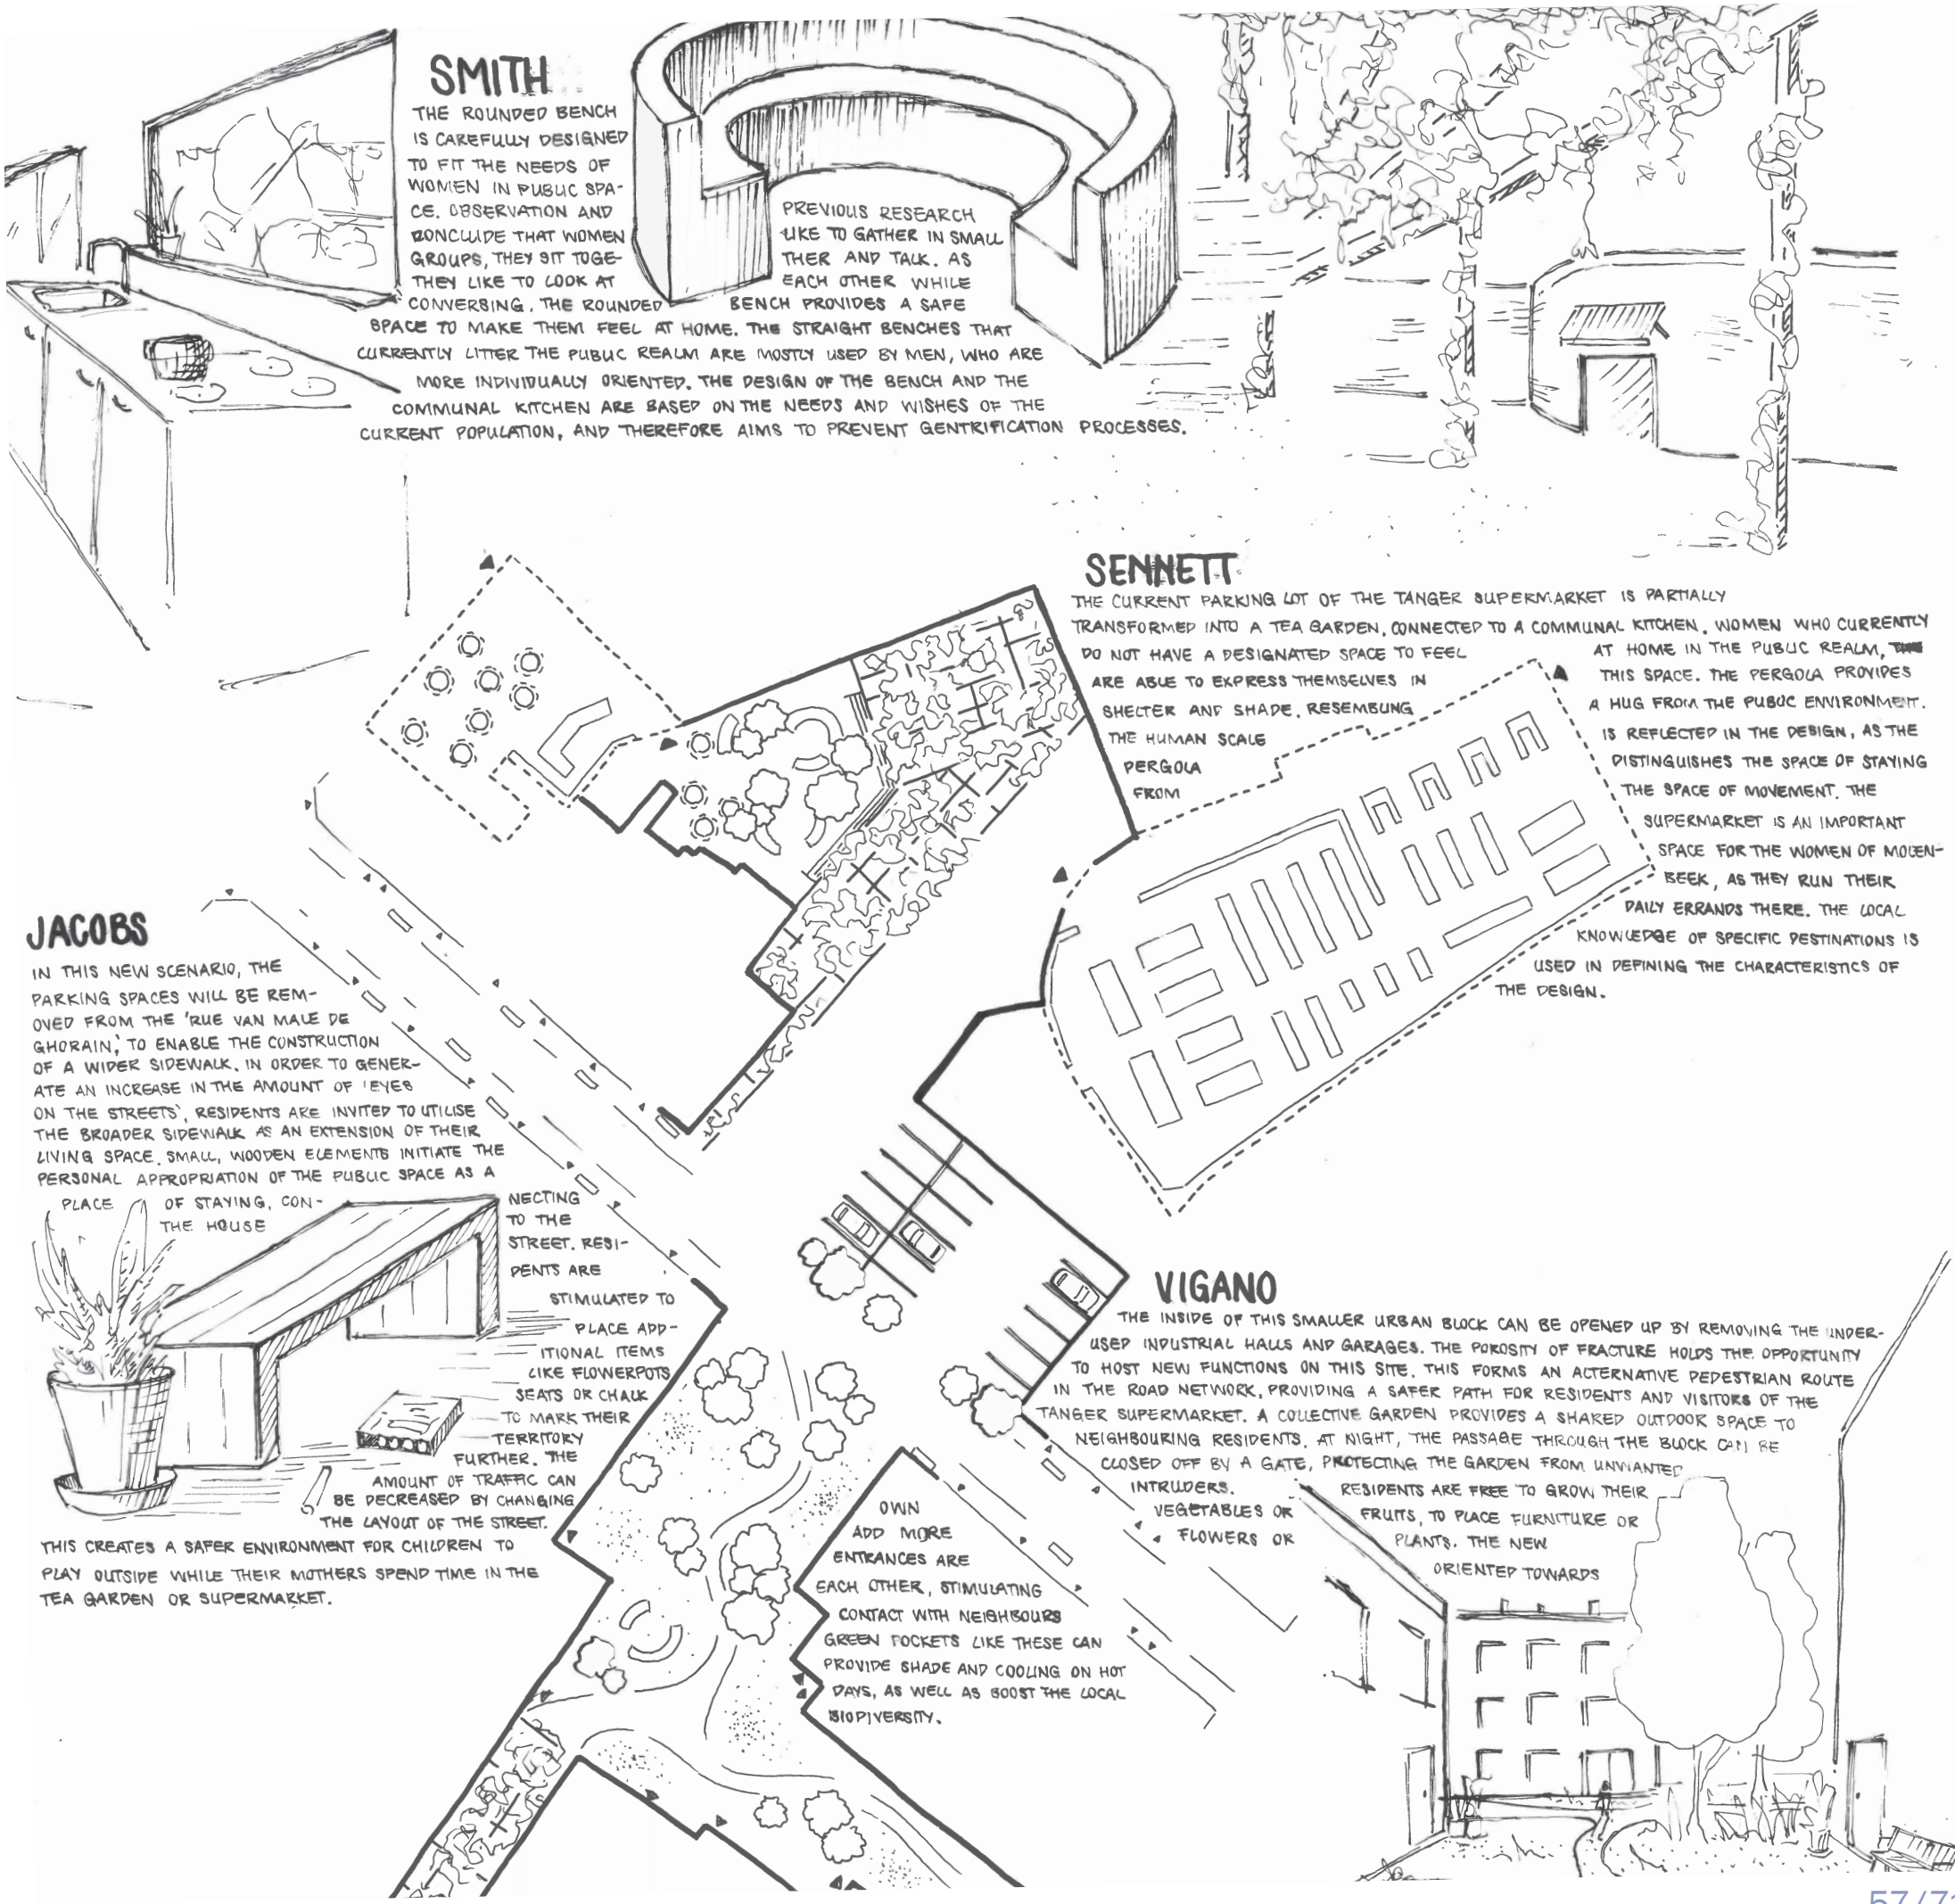 SMITH
THE ROUNDED BENCH
IS CAREFULLY DESIGNED
TO FIT THE NEEDS OF
WOMEN IN PUBLIC SPA-
CE. OBSERVATION AND PREVIOUS RESEARCH
CONCLUDE THAT WOMEN LIKE TO GATHER IN SMALL
GROUPS, THEY SIT TOGE- THER AND TALK. AS
THEY LIKE TO LOOK AT EACH OTHER WHILE
CONVERSING. THE ROUNDED BENCH PROVIDES A SAFE
SPACE TO MAKE THEM FEEL AT HOME. THE STRAIGHT BENCHES THAT
CURRENTLY LITTER THE PUBLIC REALM ARE MOSTLY USED BY MEN, WHO ARE
MORE INDIVIDUALLY ORIENTED. THE DESIGN OF THE BENCH AND THE
COMMUNAL KITCHEN ARE BASED ON THE NEEDS AND WISHES OF THE
CURRENT POPULATION, AND THEREFORE AIMS TO PREVENT GENTRIFICATION PROCESSES.
SENNETT
THE CURRENT PARKING LOT OF THE TANGER SUPERMARKET IS PARTIALLY
TRANSFORMED INTO A TEA GARDEN, CONNECTED TO A COMMUNAL KITCHEN. WOMEN WHO CURRENTLY
DO NOT HAVE A DESIGNATED SPACE TO FEEL AT HOME IN THE PUBLIC REALM,
ARE ABLE TO EXPRESS THEMSELVES IN THIS SPACE. THE PERGOLA PROVIDES
SHELTER AND SHADE, RESEMBLING A HUG FROM THE PUBLIC ENVIRONMENT.
THE HUMAN SCALE IS REFLECTED IN THE DESIGN, AS THE
PERGOLA DISTINGUISHES THE SPACE OF STAYING
FROM THE SPACE OF MOVEMENT. THE
SUPERMARKET IS AN IMPORTANT
SPACE FOR THE WOMEN OF MOLEN-
BEEK, AS THEY RUN THEIR
DAILY ERRANDS THERE. THE LOCAL
KNOWLEDGE OF SPECIFIC DESTINATIONS IS
USED IN DEFINING THE CHARACTERISTICS OF
THE DESIGN.
JACOBS
IN THIS NEW SCENARIO, THE
PARKING SPACES WILL BE REM-
OVED FROM THE 'RUE VAN MALE DE
GHORAIN', TO ENABLE THE CONSTRUCTION
OF A WIDER SIDEWALK. IN ORDER TO GENER-
ATE AN INCREASE IN THE AMOUNT OF 'EYES
ON THE STREETS', RESIDENTS ARE INVITED TO UTILISE
THE BROADER SIDEWALK AS AN EXTENSION OF THEIR
LIVING SPACE. SMALL, WOODEN ELEMENTS INITIATE THE
PERSONAL APPROPRIATION OF THE PUBLIC SPACE AS A
PLACE OF STAYING, CON- NECTING
THE HOUSE TO THE
STREET. RESI-
DENTS ARE
STIMULATED TO
PLACE ADD-
ITIONAL ITEMS
LIKE FLOWERPOTS
SEATS OR CHALK
TO MARK THEIR
TERRITORY
FURTHER. THE
AMOUNT OF TRAFFIC CAN
BE DECREASED BY CHANGING
THE LAYOUT OF THE STREET.
THIS CREATES A SAFER ENVIRONMENT FOR CHILDREN TO
PLAY OUTSIDE WHILE THEIR MOTHERS SPEND TIME IN THE
TEA GARDEN OR SUPERMARKET.
VIGANO
THE INSIDE OF THIS SMALLER URBAN BLOCK CAN BE OPENED UP BY REMOVING THE UNDER-
USED INDUSTRIAL HALLS AND GARAGES. THE POROSITY OF FRACTURE HOLDS THE OPPORTUNITY
TO HOST NEW FUNCTIONS ON THIS SITE. THIS FORMS AN ALTERNATIVE PEDESTRIAN ROUTE
IN THE ROAD NETWORK, PROVIDING A SAFER PATH FOR RESIDENTS AND VISITORS OF THE
TANGER SUPERMARKET. A COLLECTIVE GARDEN PROVIDES A SHARED OUTDOOR SPACE TO
NEIGHBOURING RESIDENTS. AT NIGHT, THE PASSAGE THROUGH THE BLOCK CAN BE
CLOSED OFF BY A GATE, PROTECTING THE GARDEN FROM UNWANTED
INTRUDERS. RESIDENTS ARE FREE TO GROW THEIR
OWN VEGETABLES OR FRUITS, TO PLACE FURNITURE OR
ADD MORE FLOWERS OR PLANTS. THE NEW
ENTRANCES ARE ORIENTED TOWARDS
EACH OTHER, STIMULATING
CONTACT WITH NEIGHBOURS
GREEN POCKETS LIKE THESE CAN
PROVIDE SHADE AND COOLING ON HOT
DAYS, AS WELL AS BOOST THE LOCAL
BIODIVERSITY.